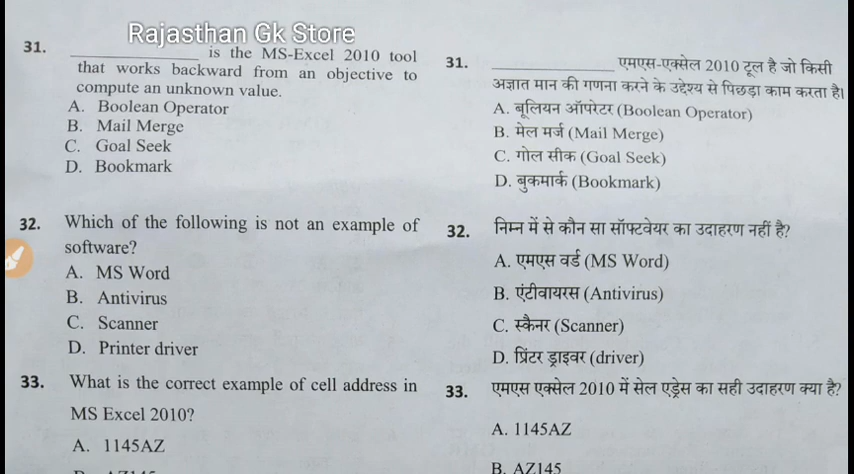 Rajasthan Gk Store
31. ____________ is the MS-Excel 2010 tool
that works backward from an objective to
compute an unknown value.
A. Boolean Operator
B. Mail Merge
C. Goal Seek
D. Bookmark
32. Which of the following is not an example of
software?
A. MS Word
B. Antivirus
C. Scanner
D. Printer driver
33. What is the correct example of cell address in
MS Excel 2010?
A. 1145AZ
31. ____________ एमएस-एक्सेल 2010 टूल है जो किसी
अज्ञात मान की गणना करने के उद्देश्य से पिछड़ा काम करता है।
A. बूलियन ऑपरेटर (Boolean Operator)
B. मेल मर्ज (Mail Merge)
C. गोल सीक (Goal Seek)
D. बुकमार्क (Bookmark)
32. निम्न में से कौन सा सॉफ्टवेयर का उदाहरण नहीं है?
A. एमएस वर्ड (MS Word)
B. एंटीवायरस (Antivirus)
C. स्कैनर (Scanner)
D. प्रिंटर ड्राइवर (driver)
33. एमएस एक्सेल 2010 में सेल एड्रेस का सही उदाहरण क्या है?
A. 1145AZ
B. AZ145